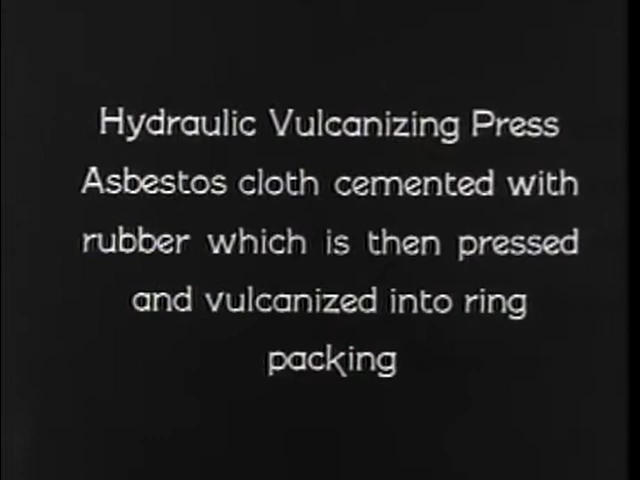 Hydraulic Vulcanizing Press
Asbestos cloth cemented with
rubber which is then pressed
and vulcanized into ring
packing